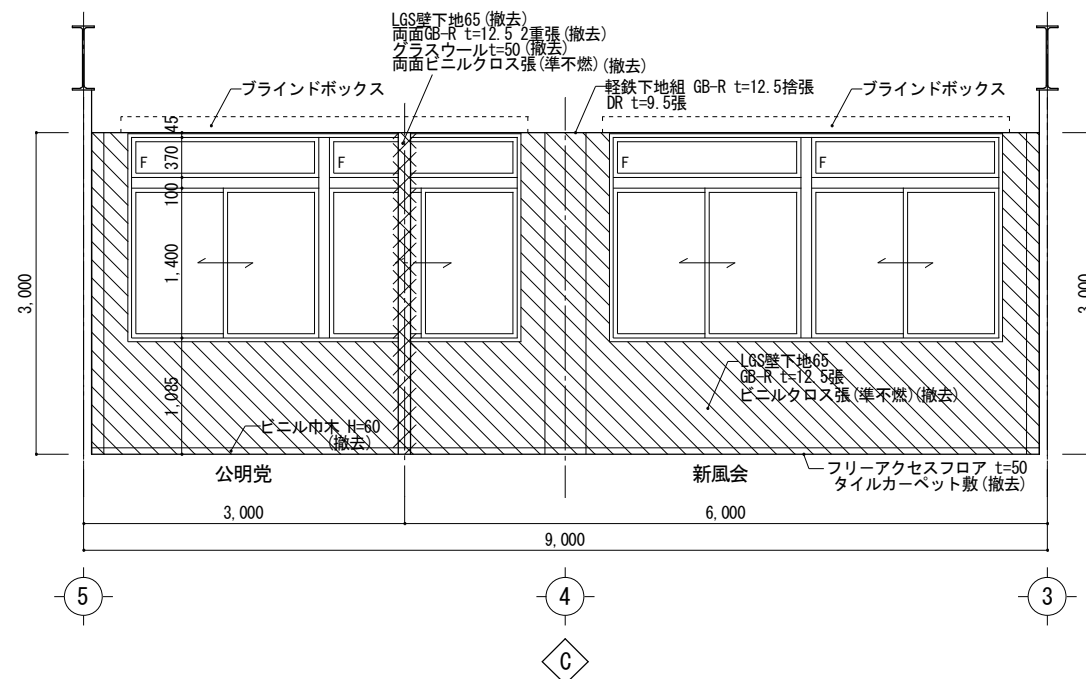 LGS壁下地65(撤去)
両面GB-R t=12.5 2重張(撤去)
グラスウールt=50(撤去)
両面ビニルクロス張(準不燃)(撤去)
ブラインドボックス
軽鉄下地組 GB-R t=12.5捨張
DR t=9.5張
ブラインドボックス
45
370
100
1,400
1,085
3,000
3,000
F
F
F
F
LGS壁下地65
GB-R t=12.5張
ビニルクロス張(準不燃)(撤去)
ビニル巾木 H=60
(撤去)
フリーアクセスフロア t=50
タイルカーペット敷(撤去)
公明党
新風会
3,000
6,000
9,000
5
4
3
C